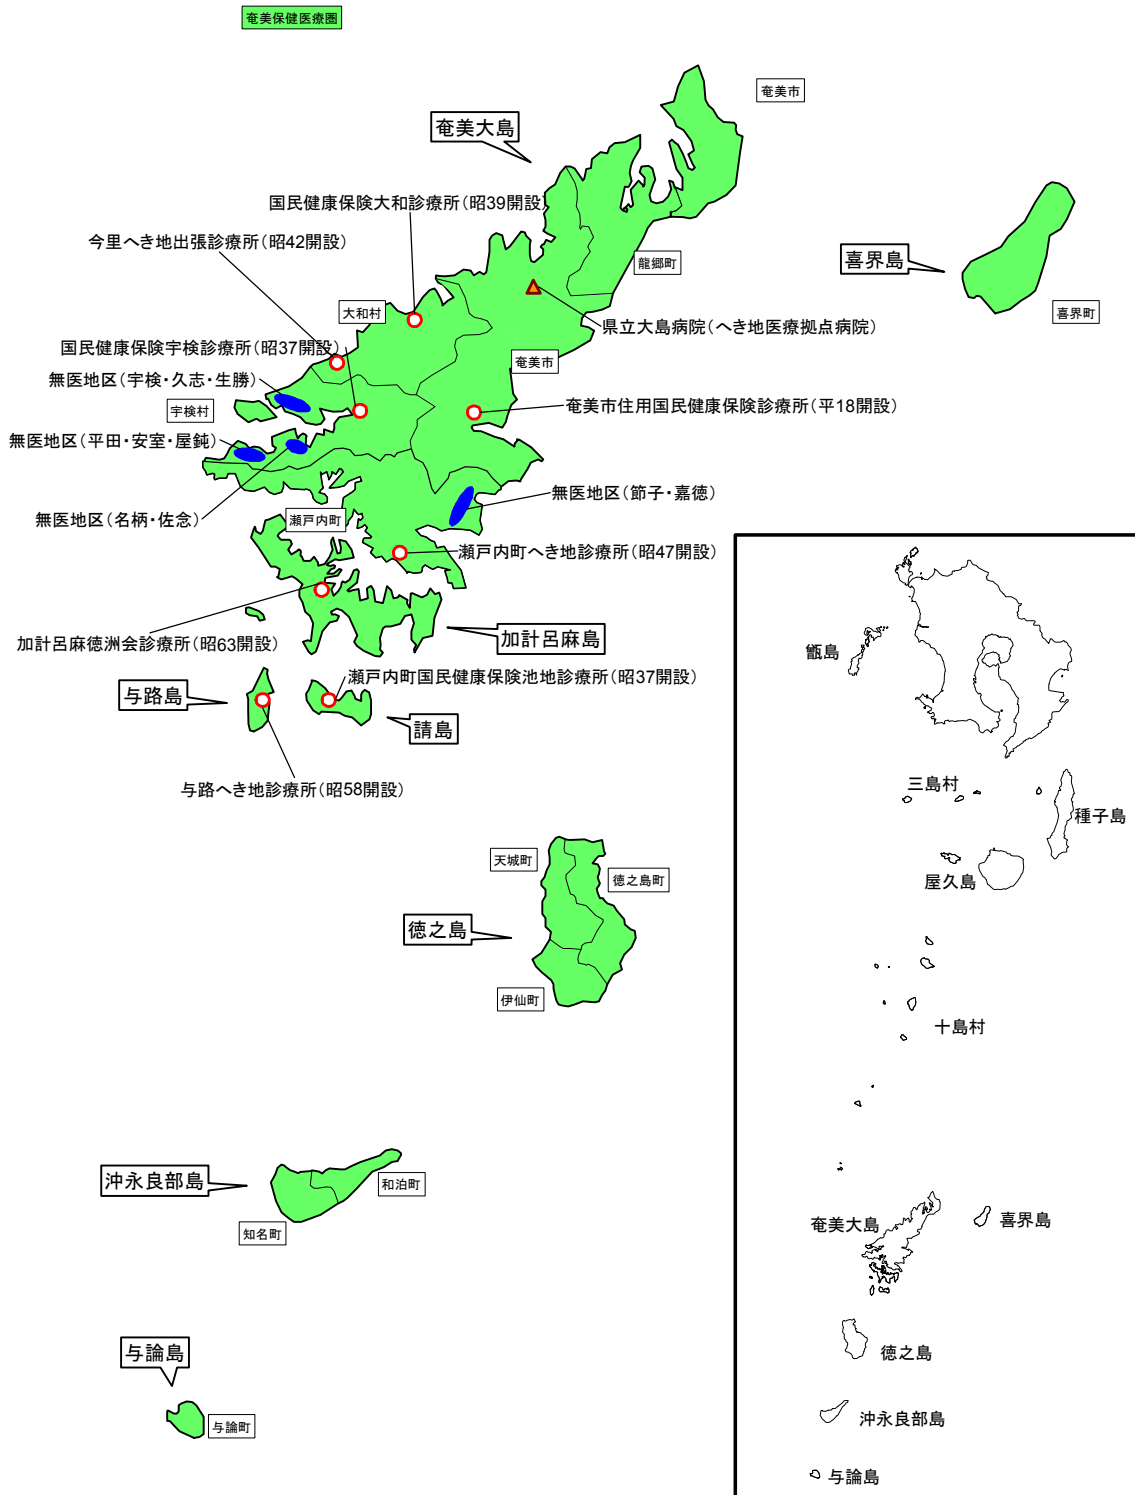 奄美保健医療圏
奄美市
奄美大島
国民健康保険大和診療所(昭39開設)
今里へき地出張診療所(昭42開設)
龍郷町
喜界島
大和村
喜界町
県立大島病院(へき地医療拠点病院)
国民健康保険宇検診療所(昭37開設)
奄美市
無医地区(宇検・久志・生勝)
宇検村
奄美市住用国民健康保険診療所(平18開設)
無医地区(平田・安室・屋鈍)
無医地区(節子・嘉徳)
無医地区(名柄・佐念)
瀬戸内町
瀬戸内町へき地診療所(昭47開設)
加計呂麻徳洲会診療所(昭63開設)
加計呂麻島
瀬戸内町国民健康保険池地診療所(昭37開設)
与路島
請島
与路へき地診療所(昭58開設)
天城町
徳之島町
徳之島
伊仙町
沖永良部島
和泊町
知名町
与論島
与論町
甑島
三島村
種子島
屋久島
十島村
奄美大島
喜界島
徳之島
沖永良部島
与論島